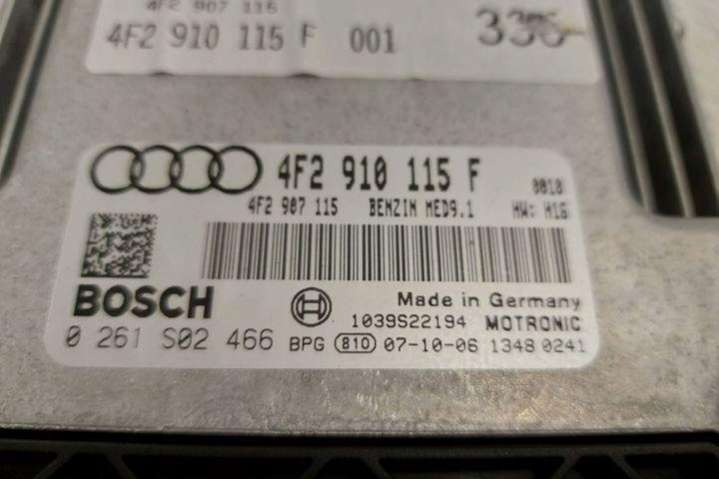 4F2 907 115
4F2 910 115 F 001
4F2 910 115 F 0010
4F2 907 115 BENZIN MED9.1 HW: H16
BOSCH
Made in Germany
1039S22194 MOTRONIC
0 261 S02 466 BPG 810 07-10-06 1348 0241